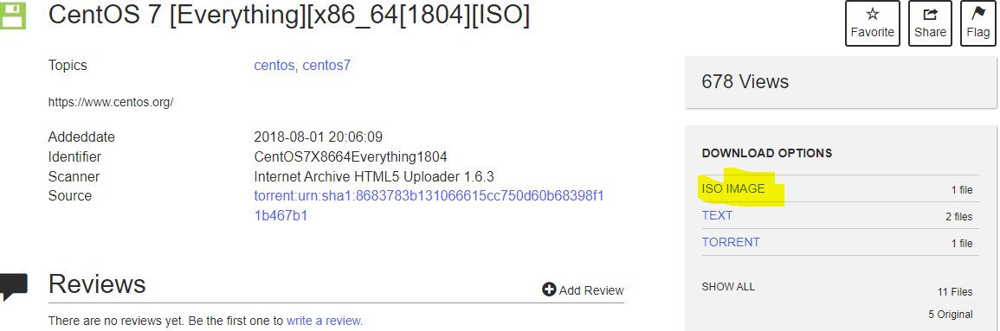 CentOS 7 [Everything][x86_64[1804][ISO]
Favorite
Share
Flag
Topics
centos, centos7
https://www.centos.org/
Addeddate 2018-08-01 20:06:09
Identifier CentOS7X8664Everything1804
Scanner Internet Archive HTML5 Uploader 1.6.3
Source torrent:urn:sha1:8683783b131066615cc750d60b68398f1
1b467b1
Reviews
Add Review
There are no reviews yet. Be the first one to write a review.
678 Views
DOWNLOAD OPTIONS
ISO IMAGE 1 file
TEXT 2 files
TORRENT 1 file
SHOW ALL 11 Files
5 Original